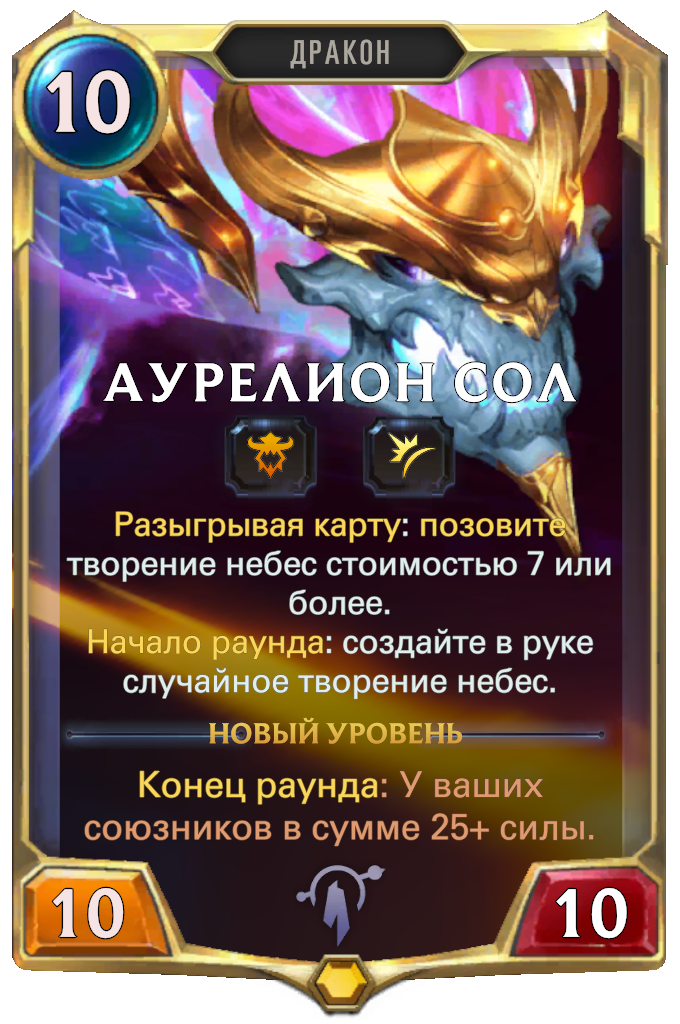 ДРАКОН
10
АУРЕЛИОН СОЛ
Разыгрывая карту: позовите
творение небес стоимостью 7 или
более.
Начало раунда: создайте в руке
случайное творение небес.
НОВЫЙ УРОВЕНЬ
Конец раунда: У ваших
союзников в сумме 25+ силы.
10
10